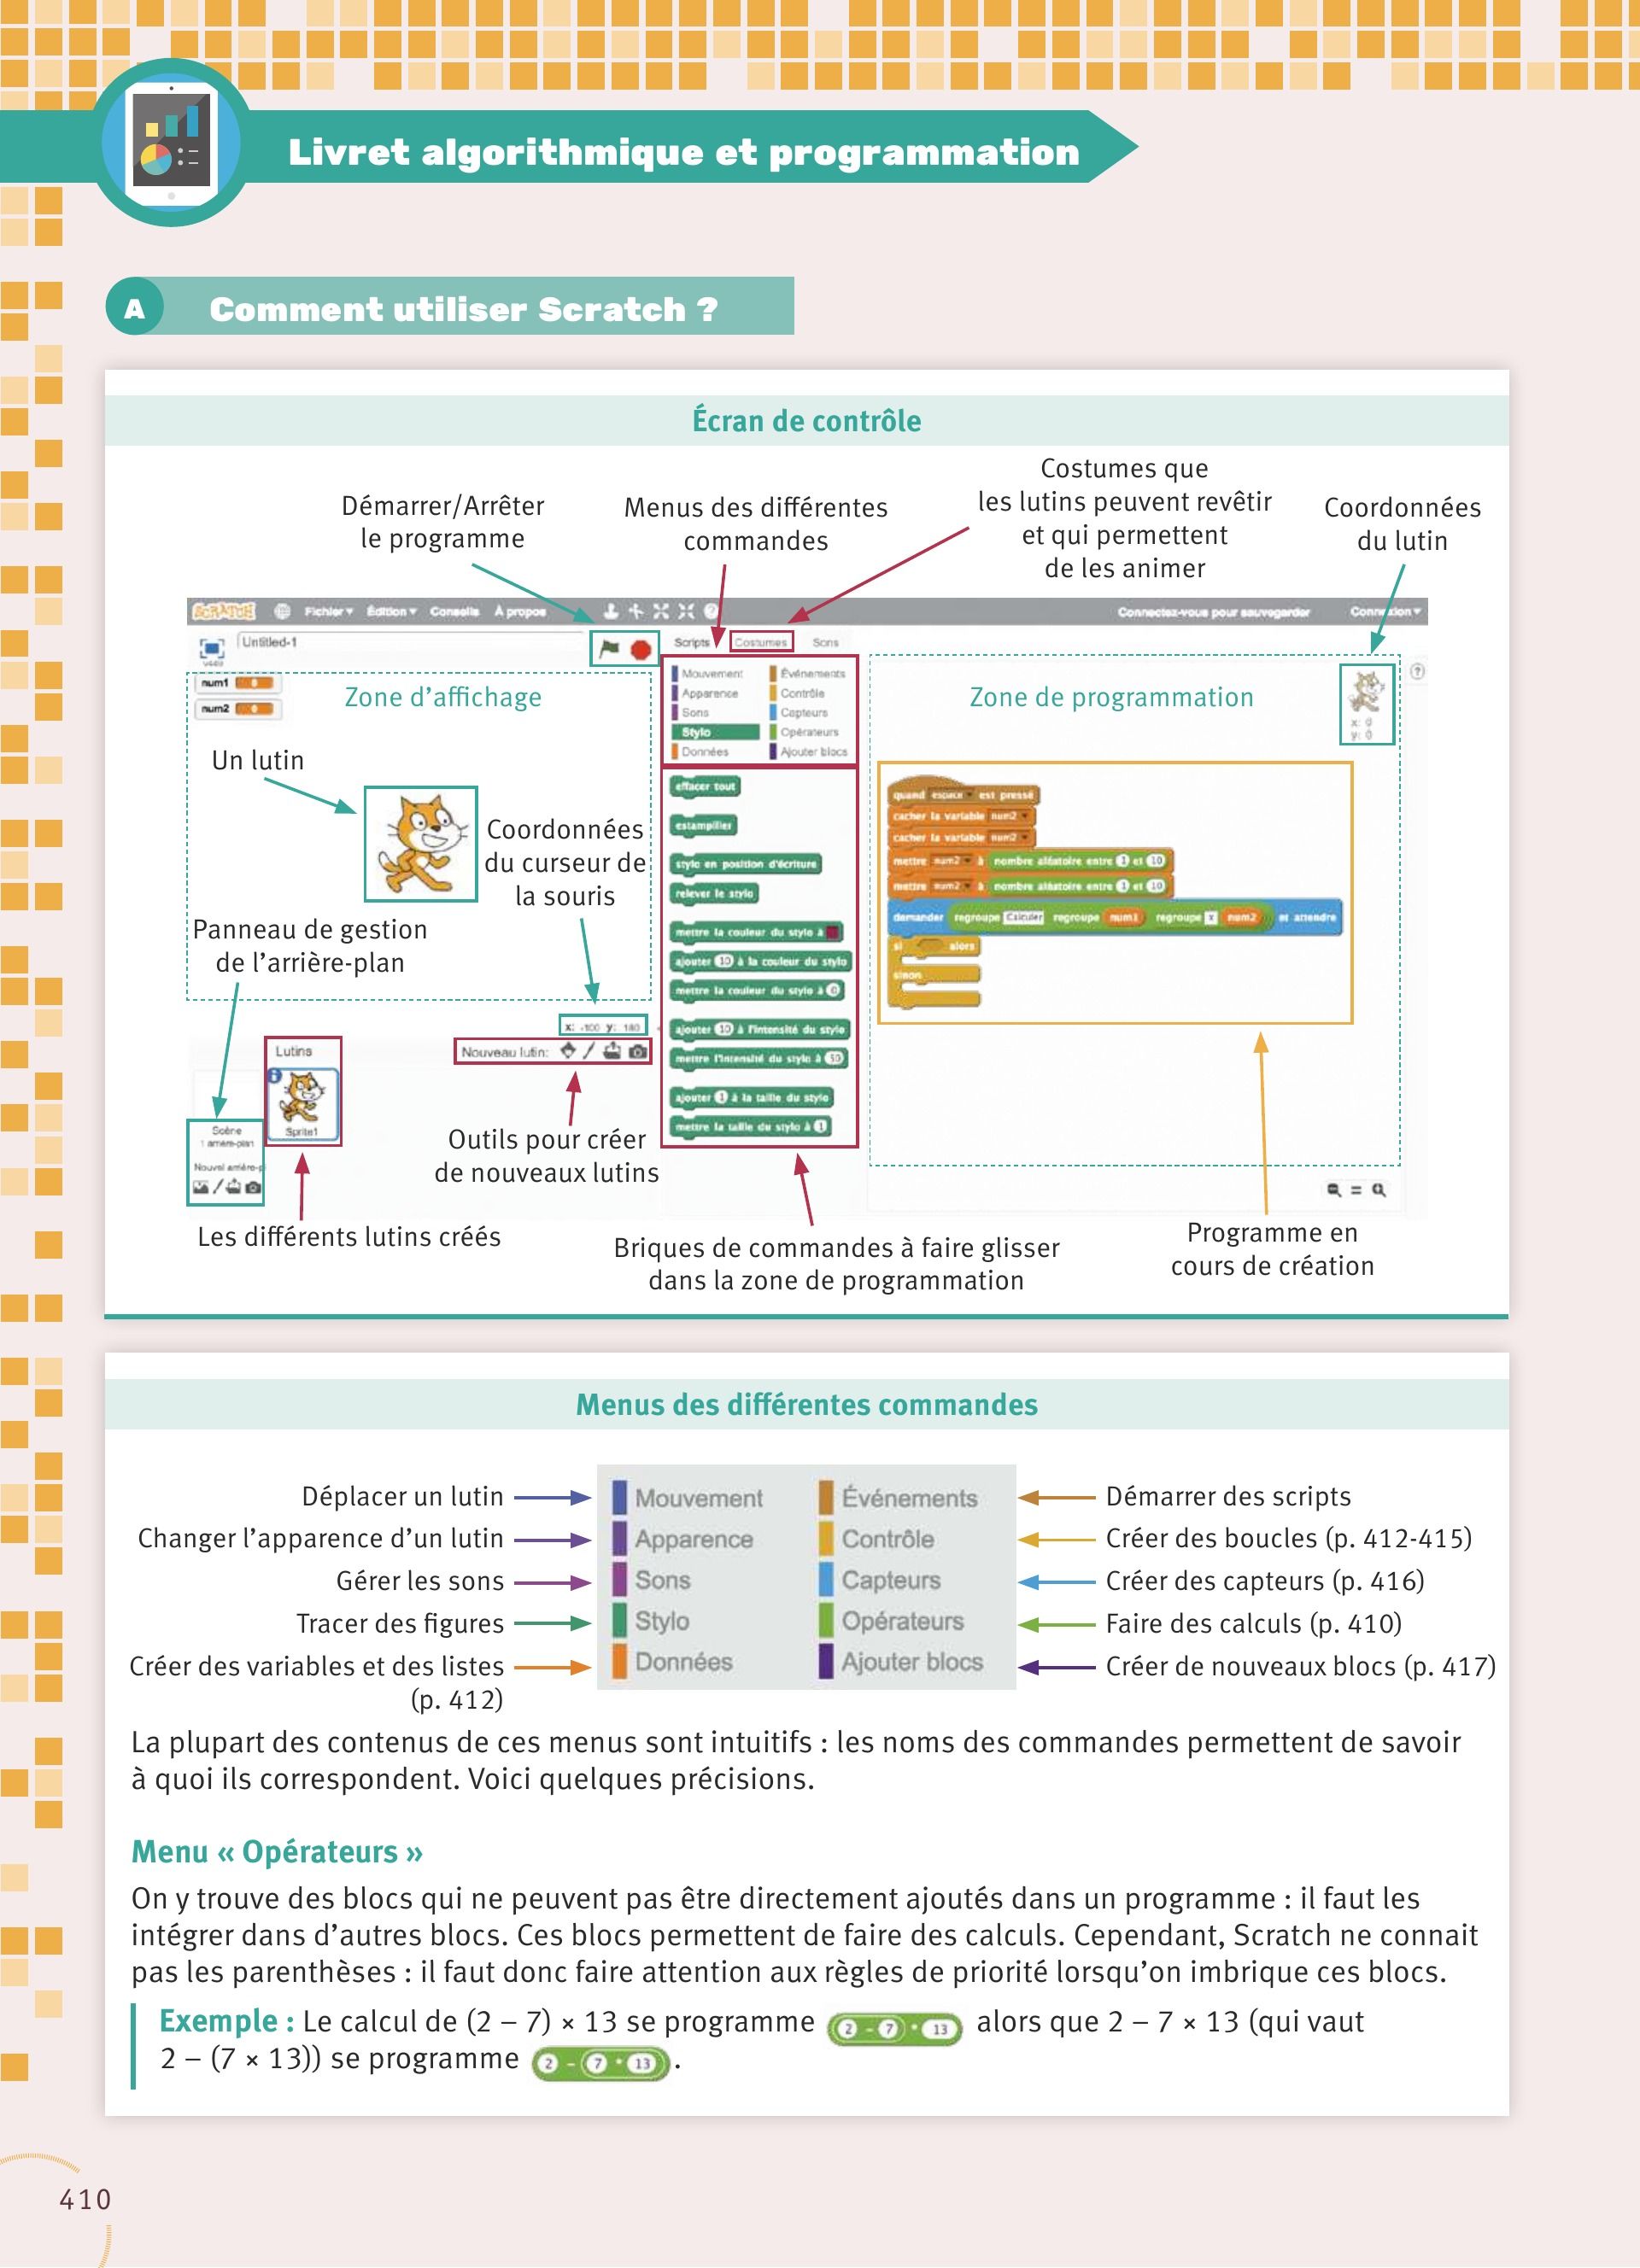 Livret algorithmique et programmation
A
Comment utiliser Scratch ?
Écran de contrôle
Démarrer/Arrêter
le programme
Menus des différentes
commandes
Costumes que
les lutins peuvent revêtir
et qui permettent
de les animer
Coordonnées
du lutin
SCRATCH Fichier Édition Conseils À propos
Connectez-vous pour sauvegarder Connexion
Untitled-1
Scripts Costumes Sons
num1 0
num2 0
Zone d’affichage
Un lutin
Coordonnées
du curseur de
la souris
Panneau de gestion
de l’arrière-plan
x: -100 y: 180
Lutins
Nouveau lutin:
Sprite1
Scène
1 arrière-plan
Nouvel arrière-p
Outils pour créer
de nouveaux lutins
Les différents lutins créés
Mouvement Événements
Apparence Contrôle
Sons Capteurs
Stylo Opérateurs
Données Ajouter blocs
effacer tout
estampiller
stylo en position d'écriture
relever le stylo
mettre la couleur du stylo à
ajouter 10 à la couleur du stylo
mettre la couleur du stylo à 0
ajouter 10 à l'intensité du stylo
mettre l'intensité du stylo à 50
ajouter 1 à la taille du stylo
mettre la taille du stylo à 1
Briques de commandes à faire glisser
dans la zone de programmation
Zone de programmation
x: 0
y: 0
quand espace est pressé
cacher la variable num2
cacher la variable num2
mettre num2 à nombre aléatoire entre 1 et 10
mettre num2 à nombre aléatoire entre 1 et 10
demander regroupe Calculer regroupe num1 regroupe x num2 et attendre
si alors
sinon
Programme en
cours de création
Menus des différentes commandes
Déplacer un lutin Mouvement Événements Démarrer des scripts
Changer l’apparence d’un lutin Apparence Contrôle Créer des boucles (p. 412-415)
Gérer les sons Sons Capteurs Créer des capteurs (p. 416)
Tracer des figures Stylo Opérateurs Faire des calculs (p. 410)
Créer des variables et des listes Données Ajouter blocs Créer de nouveaux blocs (p. 417)
(p. 412)
La plupart des contenus de ces menus sont intuitifs : les noms des commandes permettent de savoir
à quoi ils correspondent. Voici quelques précisions.
Menu « Opérateurs »
On y trouve des blocs qui ne peuvent pas être directement ajoutés dans un programme : il faut les
intégrer dans d’autres blocs. Ces blocs permettent de faire des calculs. Cependant, Scratch ne connait
pas les parenthèses : il faut donc faire attention aux règles de priorité lorsqu’on imbrique ces blocs.
Exemple : Le calcul de (2 – 7) × 13 se programme 2 - 7 * 13 alors que 2 – 7 × 13 (qui vaut
2 – (7 × 13)) se programme 2 - 7 * 13 .
410